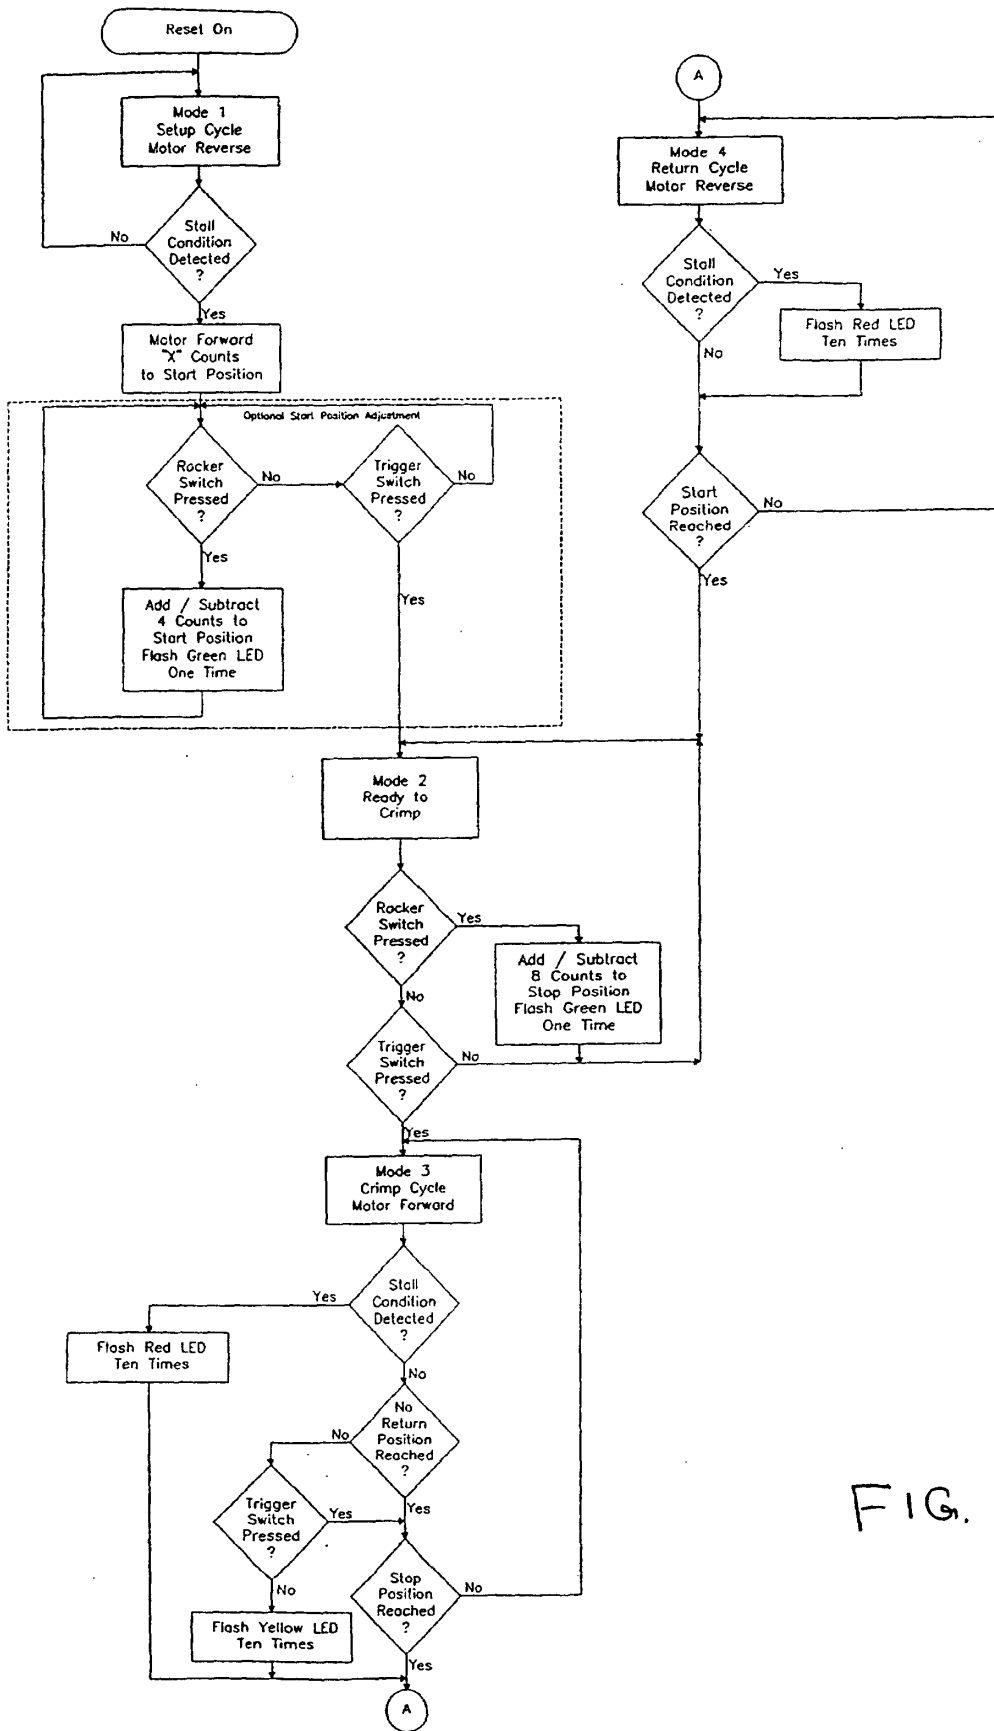 Reset On
Mode 1
Setup Cycle
Motor Reverse
Stall
Condition
Detected
?
No
Yes
Motor Forward
"X" Counts
to Start Position
Optional Start Position Adjustment
Rocker
Switch
Pressed
?
No
Trigger
Switch
Pressed
?
No
Yes
Yes
Add / Subtract
4 Counts to
Start Position
Flash Green LED
One Time
Mode 2
Ready to
Crimp
Rocker
Switch
Pressed
?
Yes
Add / Subtract
8 Counts to
Stop Position
Flash Green LED
One Time
No
Trigger
Switch
Pressed
?
No
Yes
Mode 3
Crimp Cycle
Motor Forward
Stall
Condition
Detected
?
Yes
Flash Red LED
Ten Times
No
No
Return
Position
Reached
?
No
Yes
Trigger
Switch
Pressed
?
Yes
No
Flash Yellow LED
Ten Times
Stop
Position
Reached
?
No
Yes
A
A
Mode 4
Return Cycle
Motor Reverse
Stall
Condition
Detected
?
Yes
Flash Red LED
Ten Times
No
Start
Position
Reached
?
No
Yes
FIG.